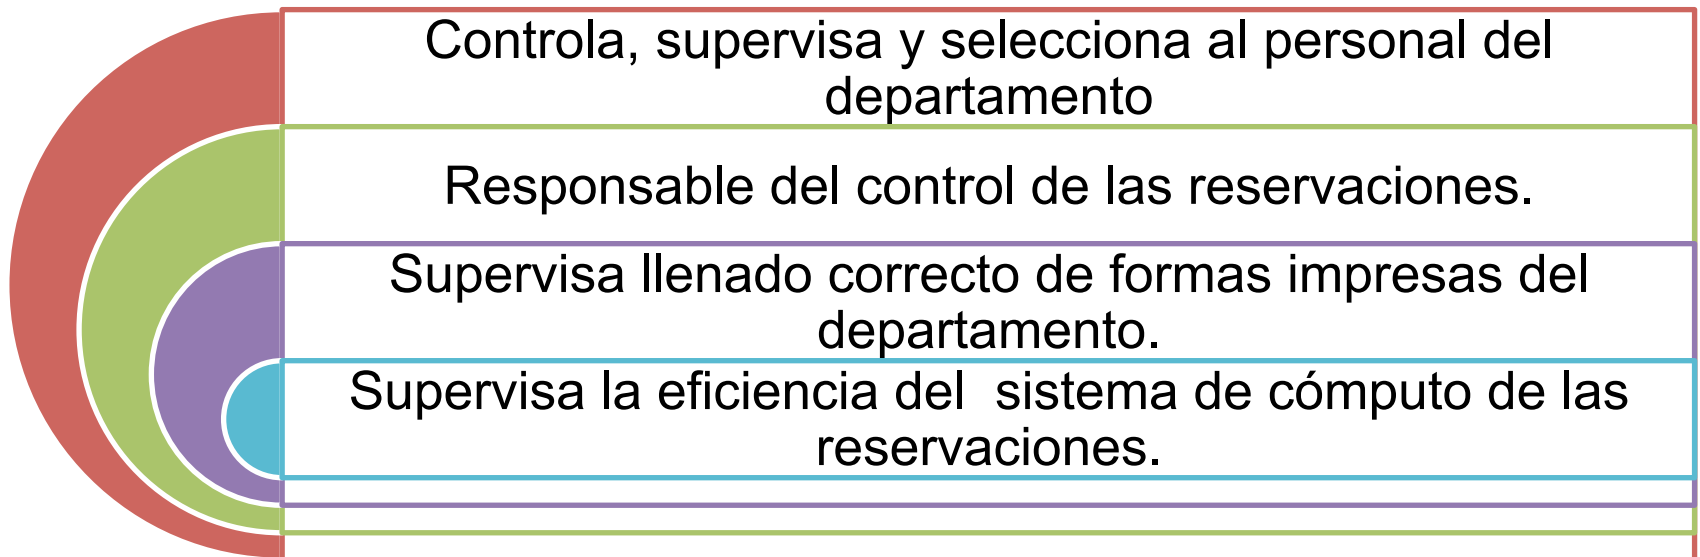 Controla, supervisa y selecciona al personal del
departamento
Responsable del control de las reservaciones.
Supervisa llenado correcto de formas impresas del
departamento.
Supervisa la eficiencia del  sistema de cómputo de las
reservaciones.